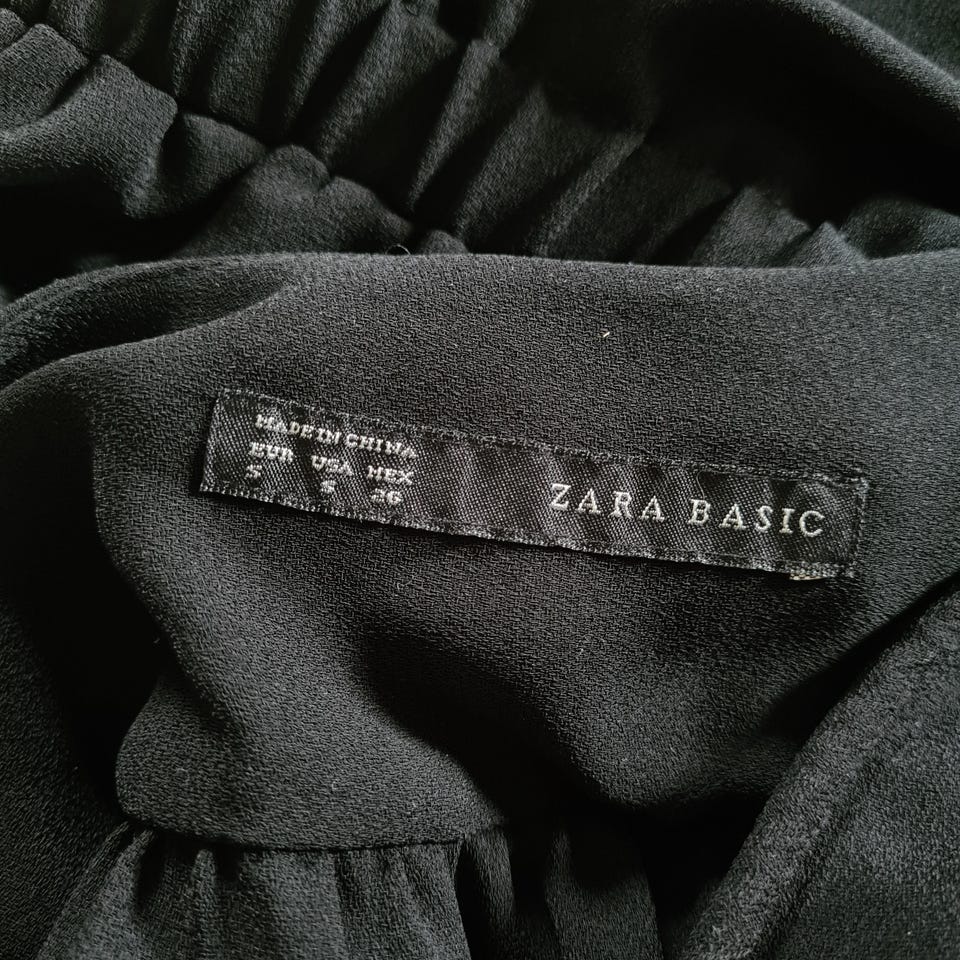 MADE IN CHINA
EUR USA MEX
S S 26
ZARA BASIC